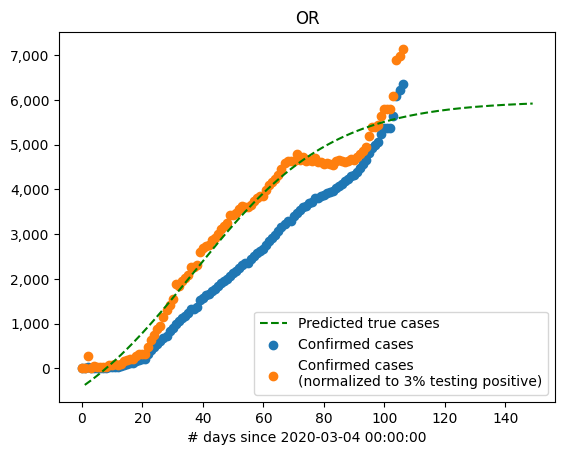 OR
7,000
6,000
5,000
4,000
3,000
2,000
1,000
0
0 20 40 60 80 100 120 140
# days since 2020-03-04 00:00:00
Predicted true cases
Confirmed cases
Confirmed cases
(normalized to 3% testing positive)